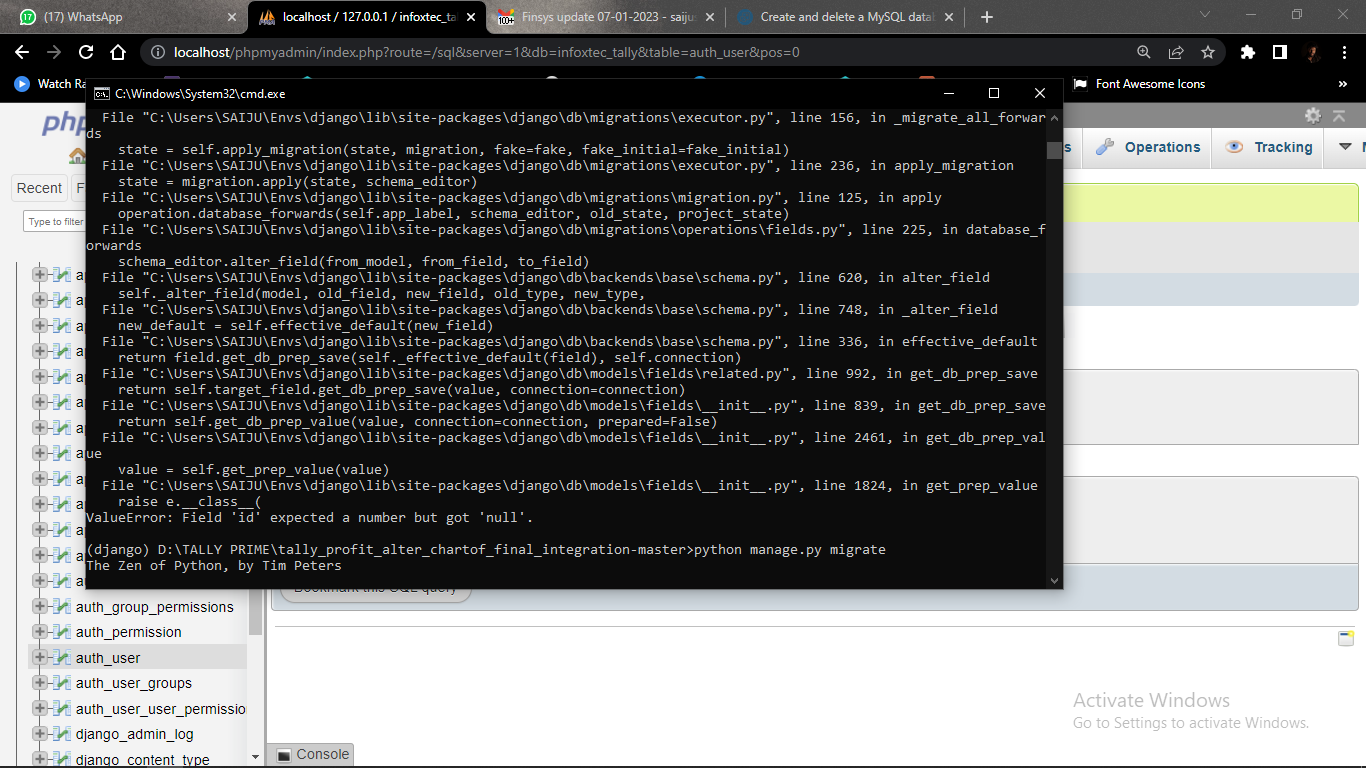 (17) WhatsApp
localhost / 127.0.0.1 / infoxtec_ta
Finsys update 07-01-2023 - saiju
Create and delete a MySQL data
localhost/phpmyadmin/index.php?route=/sql&server=1&db=infoxtec_tally&table=auth_user&pos=0
Watch Ra
Font Awesome Icons
C:\Windows\System32\cmd.exe
File "C:\Users\SAIJU\Envs\django\lib\site-packages\django\db\migrations\executor.py", line 156, in _migrate_all_forwar
ds
state = self.apply_migration(state, migration, fake=fake, fake_initial=fake_initial)
File "C:\Users\SAIJU\Envs\django\lib\site-packages\django\db\migrations\executor.py", line 236, in apply_migration
state = migration.apply(state, schema_editor)
File "C:\Users\SAIJU\Envs\django\lib\site-packages\django\db\migrations\migration.py", line 125, in apply
operation.database_forwards(self.app_label, schema_editor, old_state, project_state)
File "C:\Users\SAIJU\Envs\django\lib\site-packages\django\db\migrations\operations\fields.py", line 225, in database_f
orwards
schema_editor.alter_field(from_model, from_field, to_field)
File "C:\Users\SAIJU\Envs\django\lib\site-packages\django\db\backends\base\schema.py", line 620, in alter_field
self._alter_field(model, old_field, new_field, old_type, new_type,
File "C:\Users\SAIJU\Envs\django\lib\site-packages\django\db\backends\base\schema.py", line 748, in _alter_field
new_default = self.effective_default(new_field)
File "C:\Users\SAIJU\Envs\django\lib\site-packages\django\db\backends\base\schema.py", line 336, in effective_default
return field.get_db_prep_save(self._effective_default(field), self.connection)
File "C:\Users\SAIJU\Envs\django\lib\site-packages\django\db\models\fields\related.py", line 992, in get_db_prep_save
return self.target_field.get_db_prep_save(value, connection=connection)
File "C:\Users\SAIJU\Envs\django\lib\site-packages\django\db\models\fields\__init__.py", line 839, in get_db_prep_save
return self.get_db_prep_value(value, connection=connection, prepared=False)
File "C:\Users\SAIJU\Envs\django\lib\site-packages\django\db\models\fields\__init__.py", line 2461, in get_db_prep_val
ue
value = self.get_prep_value(value)
File "C:\Users\SAIJU\Envs\django\lib\site-packages\django\db\models\fields\__init__.py", line 1824, in get_prep_value
raise e.__class__(
ValueError: Field 'id' expected a number but got 'null'.
(django) D:\TALLY PRIME\tally_profit_alter_chartof_final_integration-master>python manage.py migrate
The Zen of Python, by Tim Peters
php
Recent
F
Type to filter
s
Operations
Tracking
Bookmark this SQL query
auth_group_permissions
auth_permission
auth_user
auth_user_groups
auth_user_user_permissio
django_admin_log
django_content_type
Console
Activate Windows
Go to Settings to activate Windows.